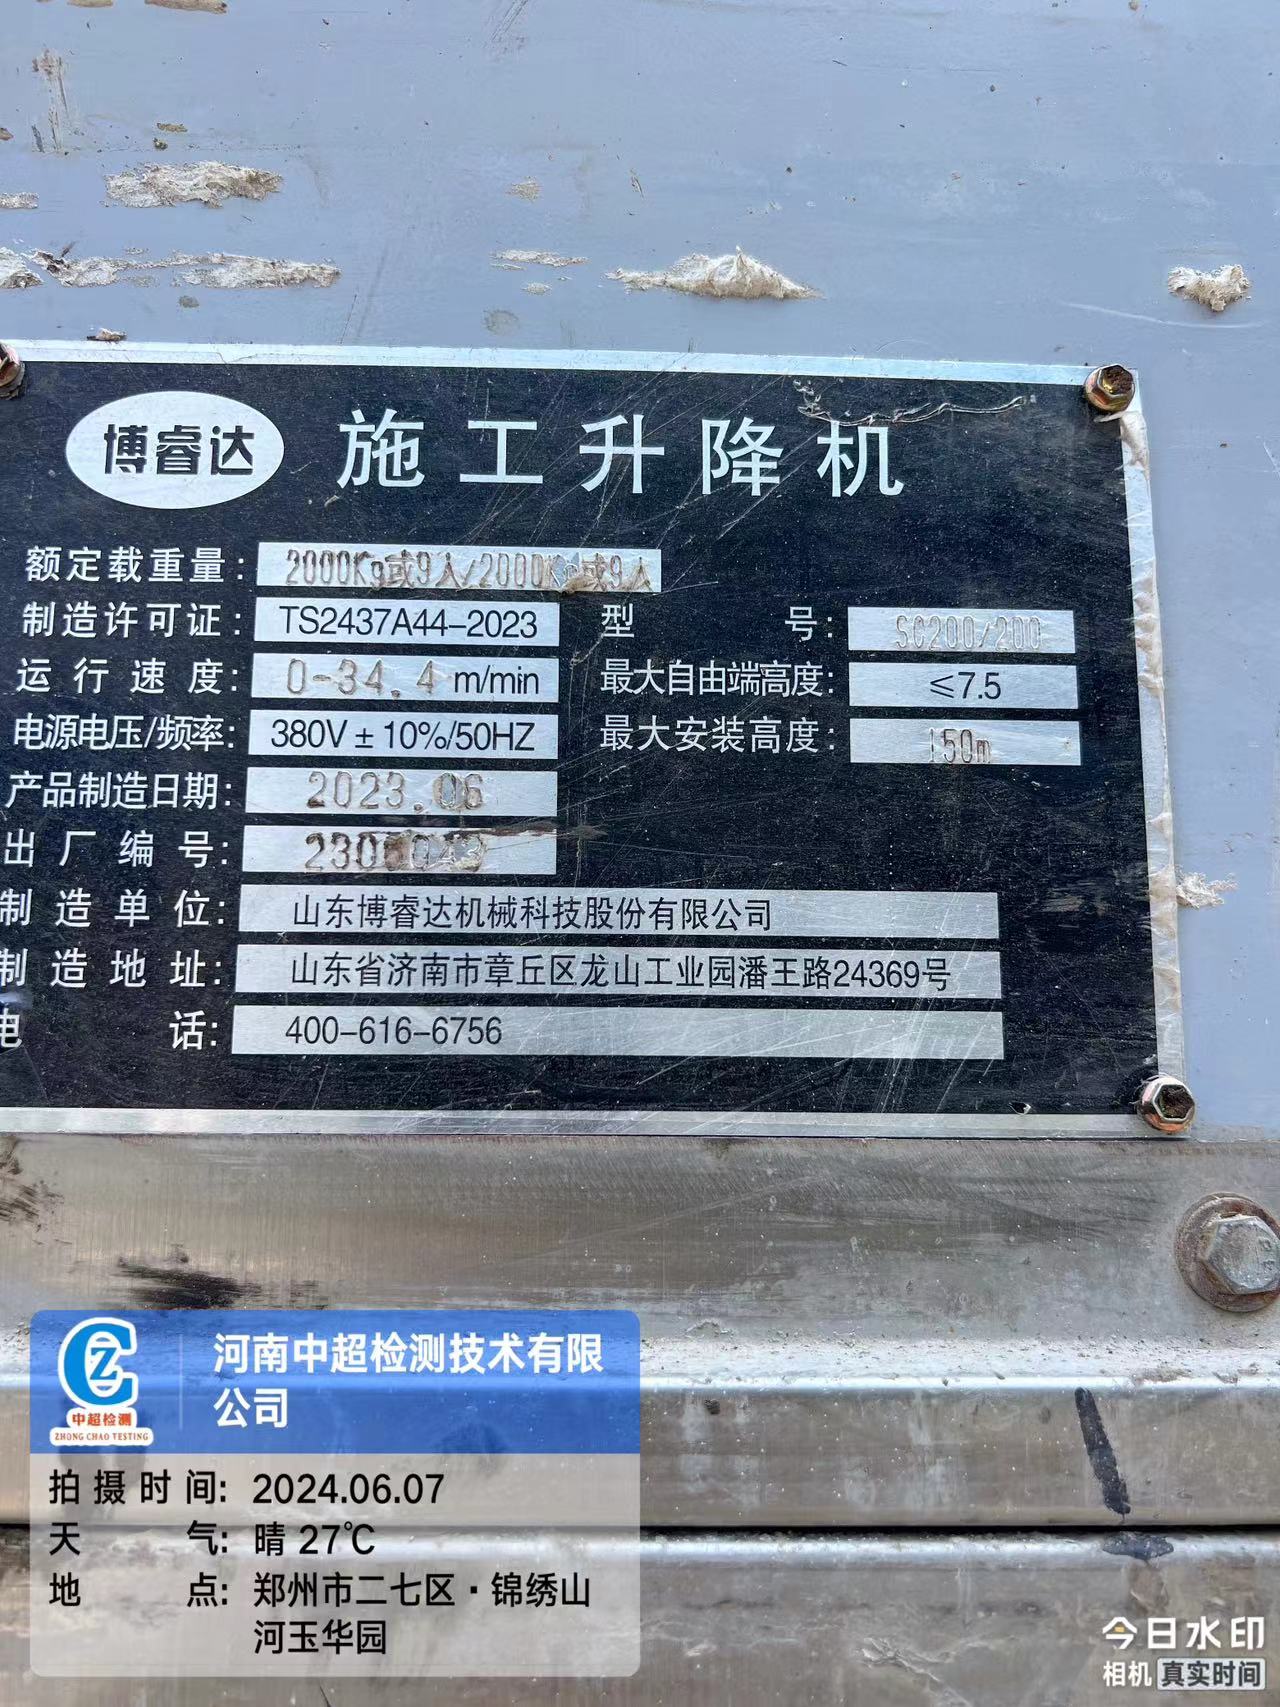 博睿达 施工升降机
额定载重量: 2000Kg或9人/2000Kg或9人
制造许可证: TS2437A44-2023 型 号: SC200/200
运行速度: 0-34.4 m/min 最大自由端高度: ≤7.5
电源电压/频率: 380V±10%/50HZ 最大安装高度: 150m
产品制造日期: 2023.06
出厂编号:
制造单位: 山东博睿达机械科技股份有限公司
制造地址: 山东省济南市章丘区龙山工业园潘王路24369号
电 话: 400-616-6756
中超检测
ZHONG CHAO TESTING
河南中超检测技术有限
公司
拍摄时间: 2024.06.07
天 气: 晴 27℃
地 点: 郑州市二七区·锦绣山
河玉华园
今日水印
相机 真实时间